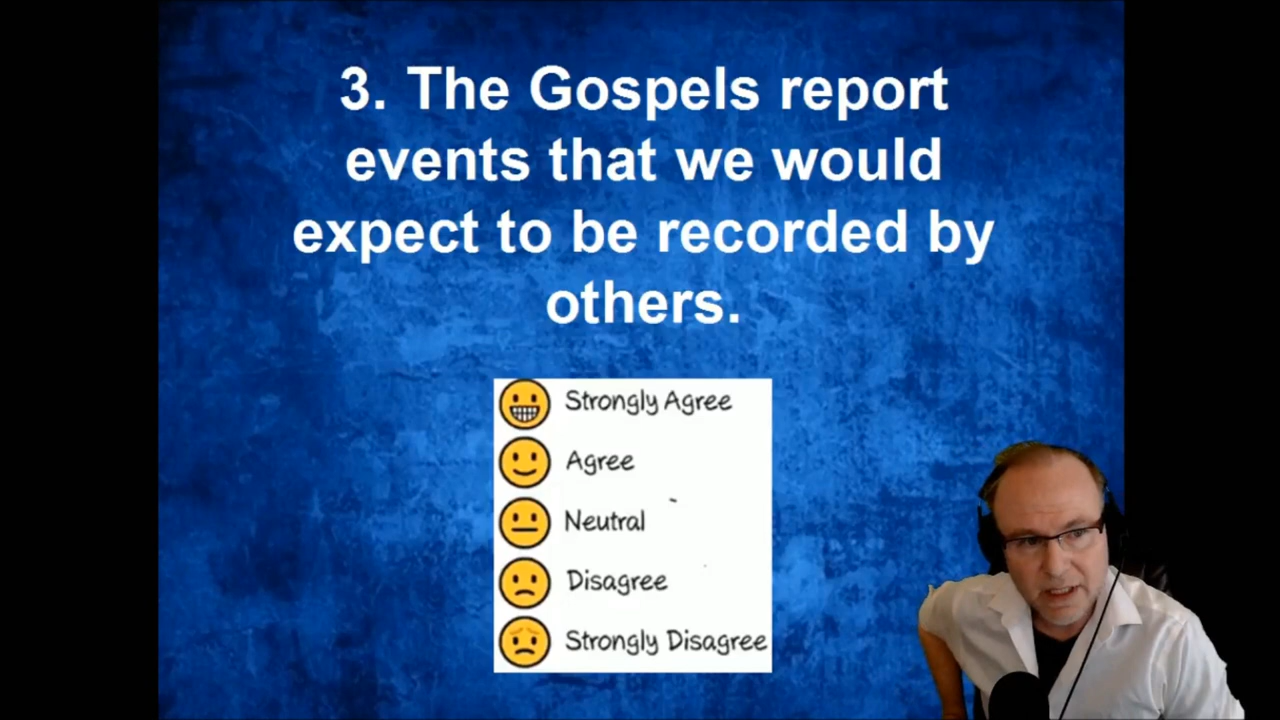 3. The Gospels report
events that we would
expect to be recorded by
others.
Strongly Agree
Agree
Neutral
Disagree
Strongly Disagree